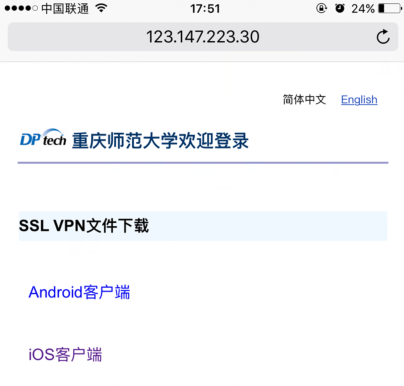 中国联通 17:51 24%
123.147.223.30
简体中文 English
DPtech 重庆师范大学欢迎登录
SSL VPN文件下载
Android客户端
iOS客户端